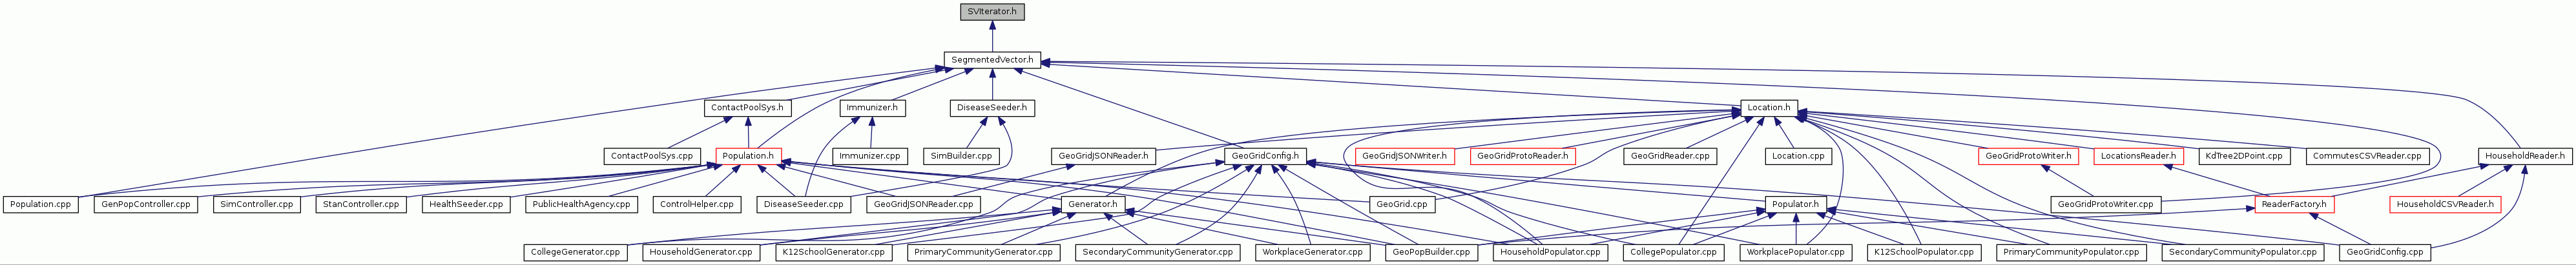 SVIterator.h
SegmentedVector.h
ContactPoolSys.h
Immunizer.h
DiseaseSeeder.h
Location.h
ContactPoolSys.cpp
Population.h
Immunizer.cpp
SimBuilder.cpp
GeoGridJSONReader.h
GeoGridConfig.h
GeoGridJSONWriter.h
GeoGridProtoReader.h
GeoGridReader.cpp
Location.cpp
GeoGridProtoWriter.h
LocationsReader.h
KdTree2DPoint.cpp
CommutesCSVReader.cpp
HouseholdReader.h
Population.cpp
GenPopController.cpp
SimController.cpp
StanController.cpp
HealthSeeder.cpp
PublicHealthAgency.cpp
ControlHelper.cpp
DiseaseSeeder.cpp
GeoGridJSONReader.cpp
Generator.h
GeoGrid.cpp
Populator.h
GeoGridProtoWriter.cpp
ReaderFactory.h
HouseholdCSVReader.h
CollegeGenerator.cpp
HouseholdGenerator.cpp
K12SchoolGenerator.cpp
PrimaryCommunityGenerator.cpp
SecondaryCommunityGenerator.cpp
WorkplaceGenerator.cpp
GeoPopBuilder.cpp
HouseholdPopulator.cpp
CollegePopulator.cpp
WorkplacePopulator.cpp
K12SchoolPopulator.cpp
PrimaryCommunityPopulator.cpp
SecondaryCommunityPopulator.cpp
GeoGridConfig.cpp